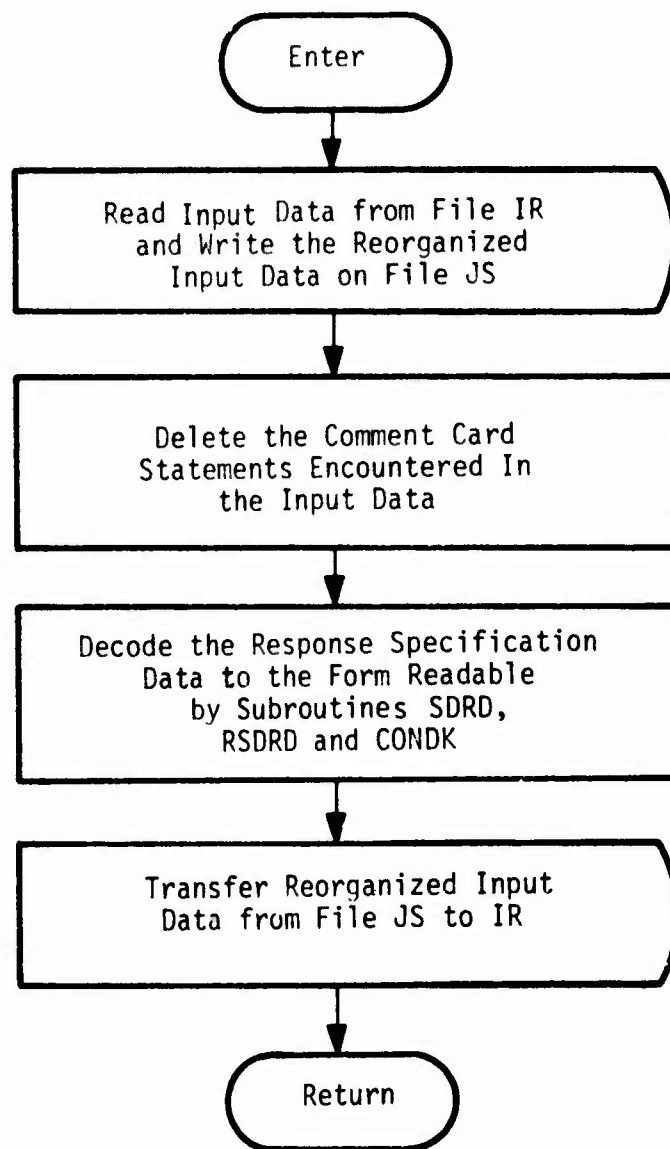 Enter
Read Input Data from File IR
and Write the Reorganized
Input Data on File JS
Delete the Comment Card
Statements Encountered In
the Input Data
Decode the Response Specification
Data to the Form Readable
by Subroutines SDRD,
RSDRD and CONDK
Transfer Reorganized Input
Data from File JS to IR
Return